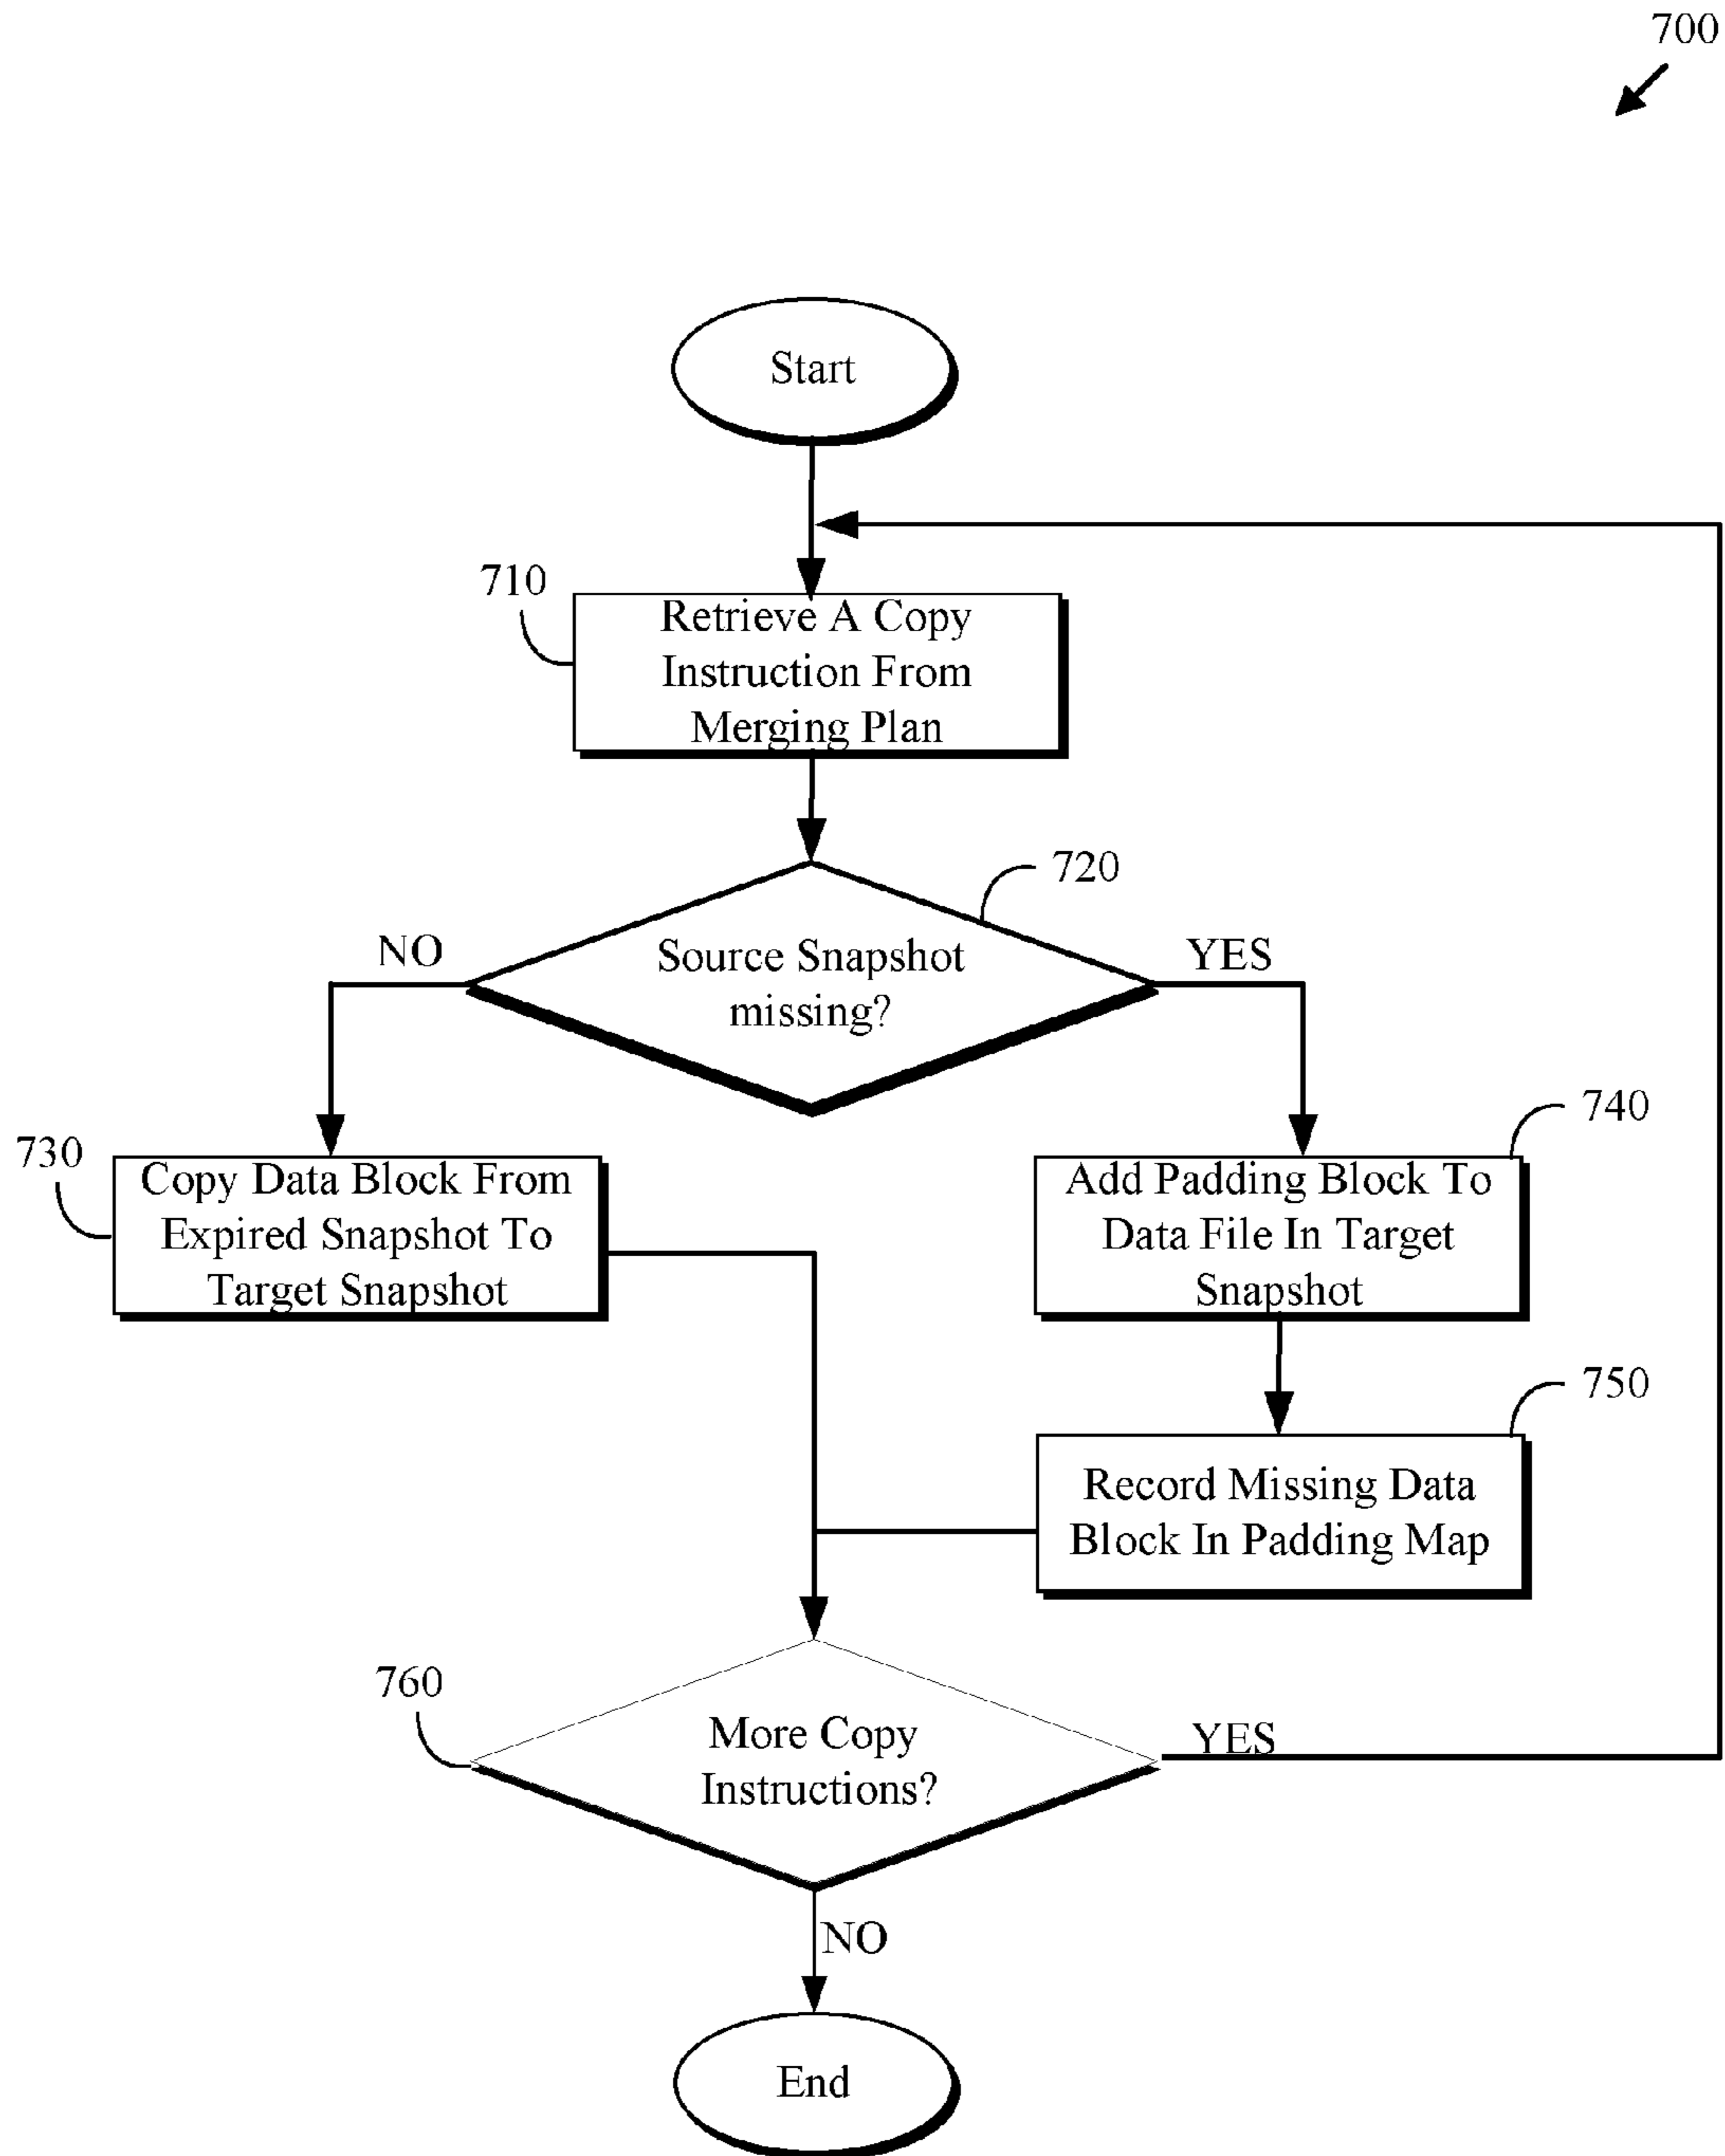 700
Start
710
Retrieve A Copy
Instruction From
Merging Plan
720
NO
Source Snapshot
missing?
YES
730
Copy Data Block From
Expired Snapshot To
Target Snapshot
740
Add Padding Block To
Data File In Target
Snapshot
750
Record Missing Data
Block In Padding Map
760
More Copy
Instructions?
YES
NO
End